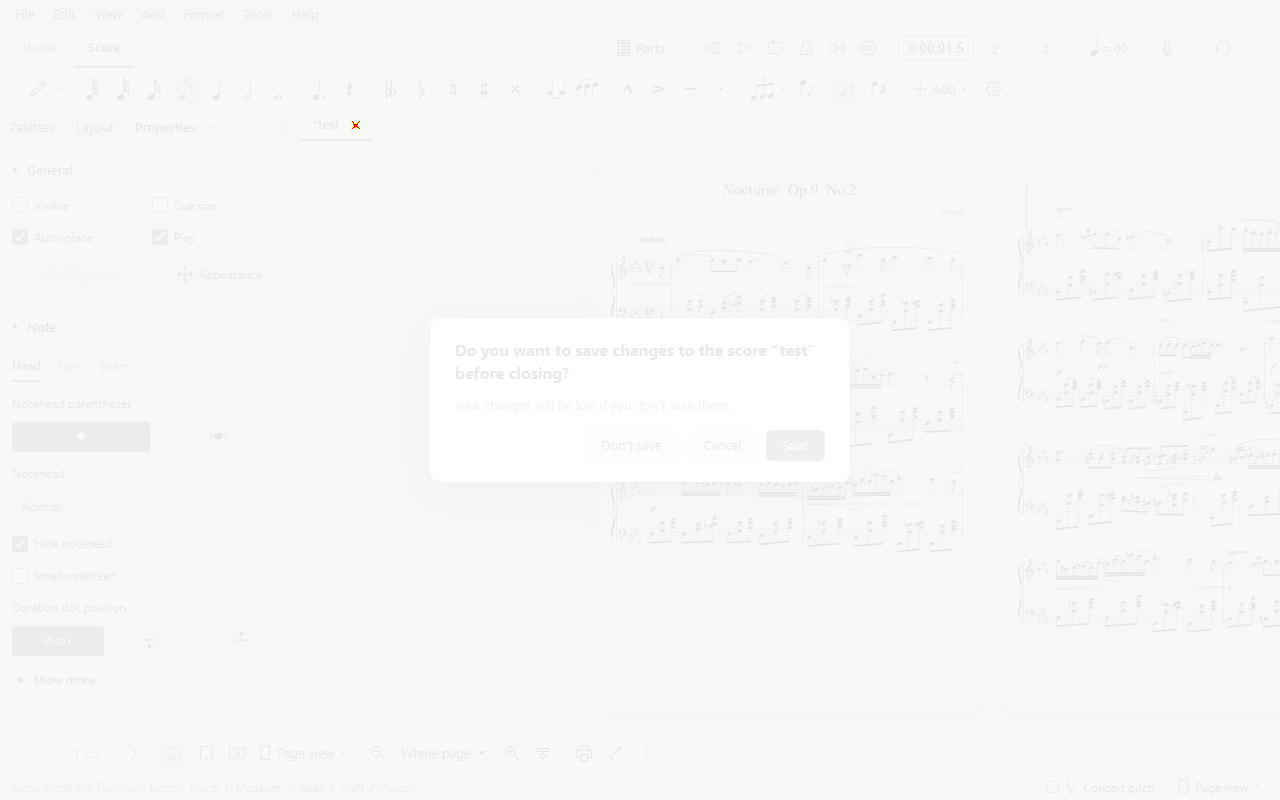 File Edit View Add Format Tools Help
Home Score Parts 0:00:01.5 2 . 3 = 60
1 2 Add
Palettes Layout Properties *test
General
Visible Cue size
Auto-place Play
Playback Appearance
Note
Head Stem Beam
Notehead parentheses
Notehead
Normal
Hide notehead
Small notehead
Duration dot position
Auto
Show more
Nocturne Op.9 No.2
Chopin
Andante
Do you want to save changes to the score “test”
before closing?
Your changes will be lost if you don't save them.
Don't save Cancel Save
1 / 5 Page view Whole page ?
Note; Pitch: G4; Duration: Eighth; Voice: 1; Measure: 2; Beat: 3; Staff 2 (Piano) Concert pitch Page view